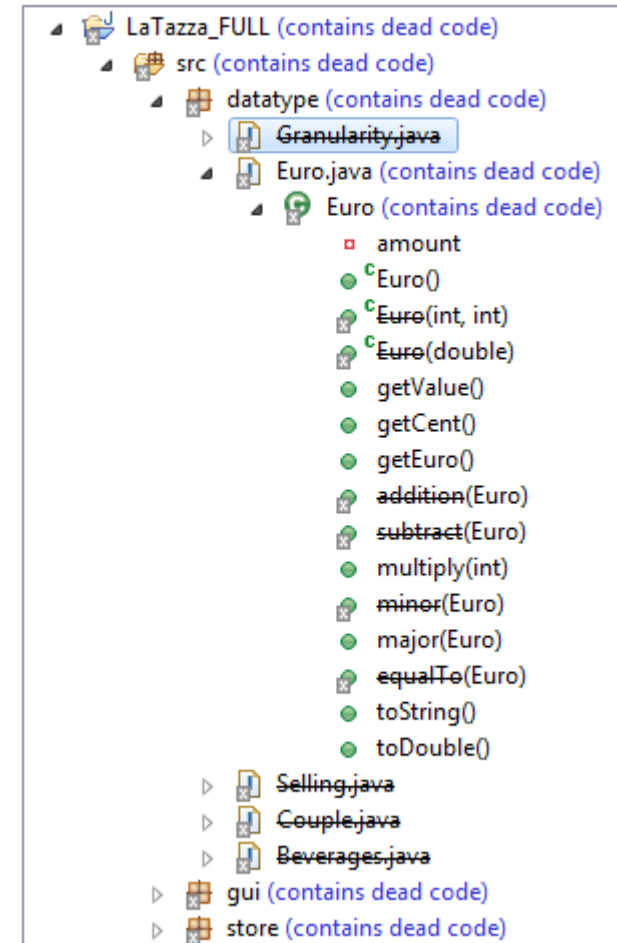 LaTazza_FULL (contains dead code)
src (contains dead code)
datatype (contains dead code)
Granularity.java
Euro.java (contains dead code)
Euro (contains dead code)
amount
C Euro()
C Euro(int, int)
C Euro(double)
getValue()
getCent()
getEuro()
addition(Euro)
subtract(Euro)
multiply(int)
minor(Euro)
major(Euro)
equalTo(Euro)
toString()
toDouble()
Selling.java
Couple.java
Beverages.java
gui (contains dead code)
store (contains dead code)